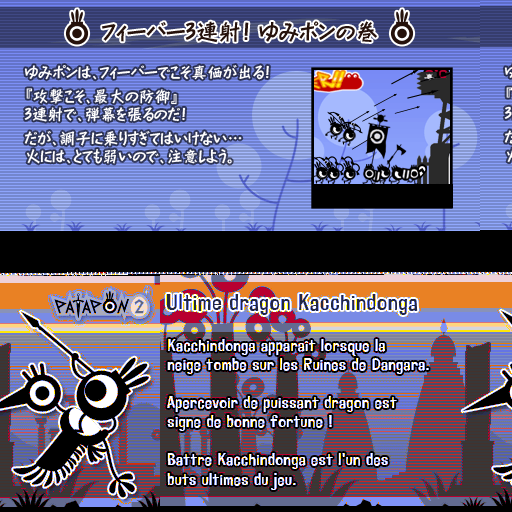 フィーバー3連射！ゆみポンの巻
ゆみポンは、フィーバーでこそ真価が出る！
『攻撃こそ、最大の防御』
3連射で、弾幕を張るのだ！
だが、調子に乗りすぎてはいけない…
火には、とても弱いので、注意しよう。
PATAPON 2
Ultime dragon Kacchindonga
Kacchindonga apparaît lorsque la
neige tombe sur les Ruines de Dangara.
Apercevoir de puissant dragon est
signe de bonne fortune !
Battre Kacchindonga est l'un des
buts ultimes du jeu.